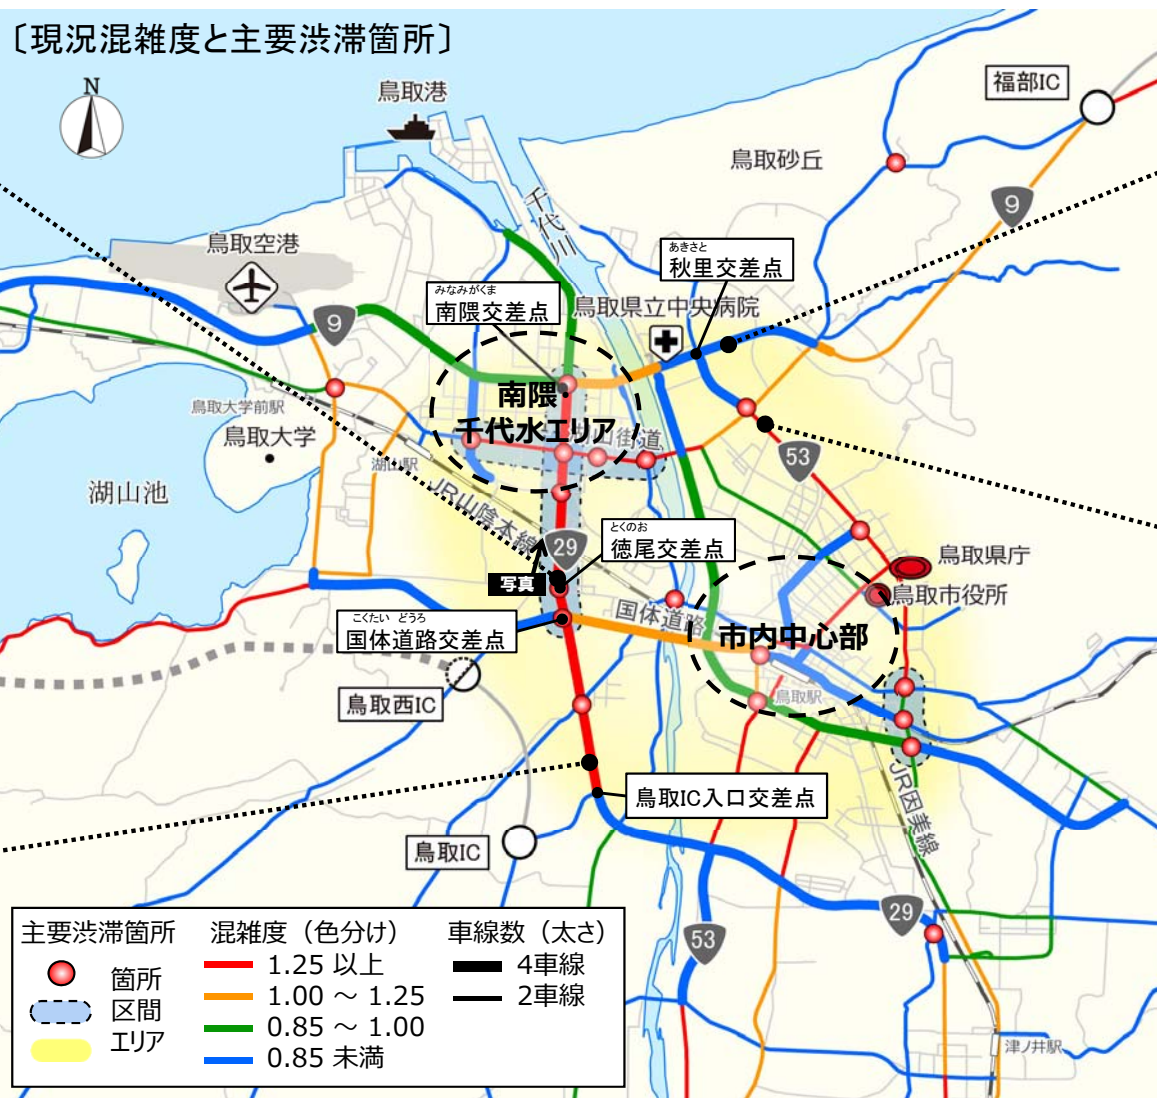 〔現況混雑度と主要渋滞箇所〕
N
鳥取港
福部IC
鳥取砂丘
9
千代川
鳥取空港
あきさと
秋里交差点
みなみがくま
南隈交差点
鳥取県立中央病院
9
南隈
千代水エリア
湖山街道
鳥取大学前駅
鳥取大学
湖山駅
53
湖山池
JR山陰本線
29
とくのお
徳尾交差点
写真
鳥取県庁
鳥取市役所
国体道路
こくたい どうろ
国体道路交差点
市内中心部
鳥取駅
鳥取西IC
鳥取IC入口交差点
JR因美線
鳥取IC
29
53
津ノ井駅
主要渋滞箇所
箇所
区間
エリア
混雑度（色分け）
1.25 以上
1.00 ～ 1.25
0.85 ～ 1.00
0.85 未満
車線数（太さ）
4車線
2車線